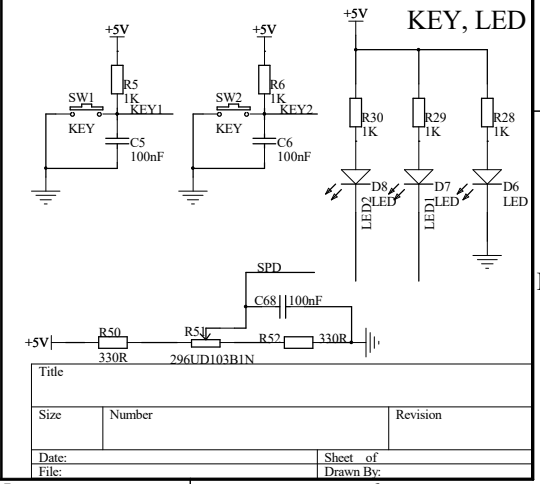 KEY, LED
+5V
+5V
+5V
R5
1K
SW1
KEY1
KEY
C5
100nF
R6
1K
SW2
KEY2
KEY
C6
100nF
R30
1K
R29
1K
R28
1K
D8
LED
LED2
D7
LED
LED1
D6
LED
SPD
C68
100nF
+5V
R50
330R
R51
296UD103B1N
R52
330R
Title
Size
Number
Revision
Date:
Sheet of
File:
Drawn By: